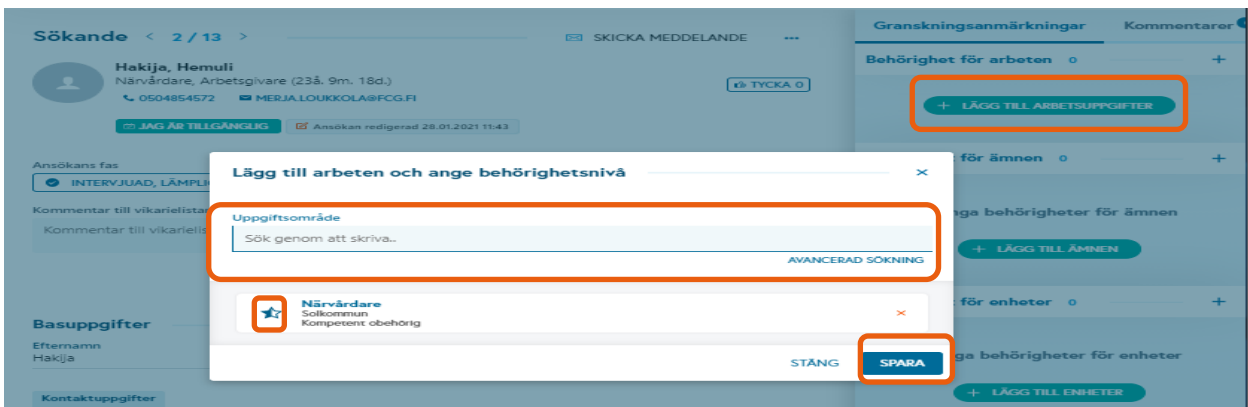 Sökande < 2 / 13 >
SKICKA MEDDELANDE ...
Hakija, Hemuli
Närvårdare, Arbetsgivare (23å. 9m. 18d.)
0504854572 MERJA.LOUKKOLA@FCG.FI
TYCKA 0
JAG ÄR TILLGÄNGLIG Ansökan redigerad 28.01.2021 11:43
Ansökans fas
INTERVJUAD, LÄMPLI
Kommentar till vikarielistan
Kommentar till vikarielis
Basuppgifter
Efternamn
Hakija
Kontaktuppgifter
Lägg till arbeten och ange behörighetsnivå ×
Uppgiftsområde
Sök genom att skriva..
AVANCERAD SÖKNING
Närvårdare
Solkommun
Kompetent obehörig
×
STÄNG SPARA
Granskningsanmärkningar Kommentarer
Behörighet för arbeten 0 +
+ LÄGG TILL ARBETSUPPGIFTER
för ämnen 0 +
nga behörigheter för ämnen
+ LÄGG TILL ÄMNEN
för enheter 0 +
ga behörigheter för enheter
+ LÄGG TILL ENHETER